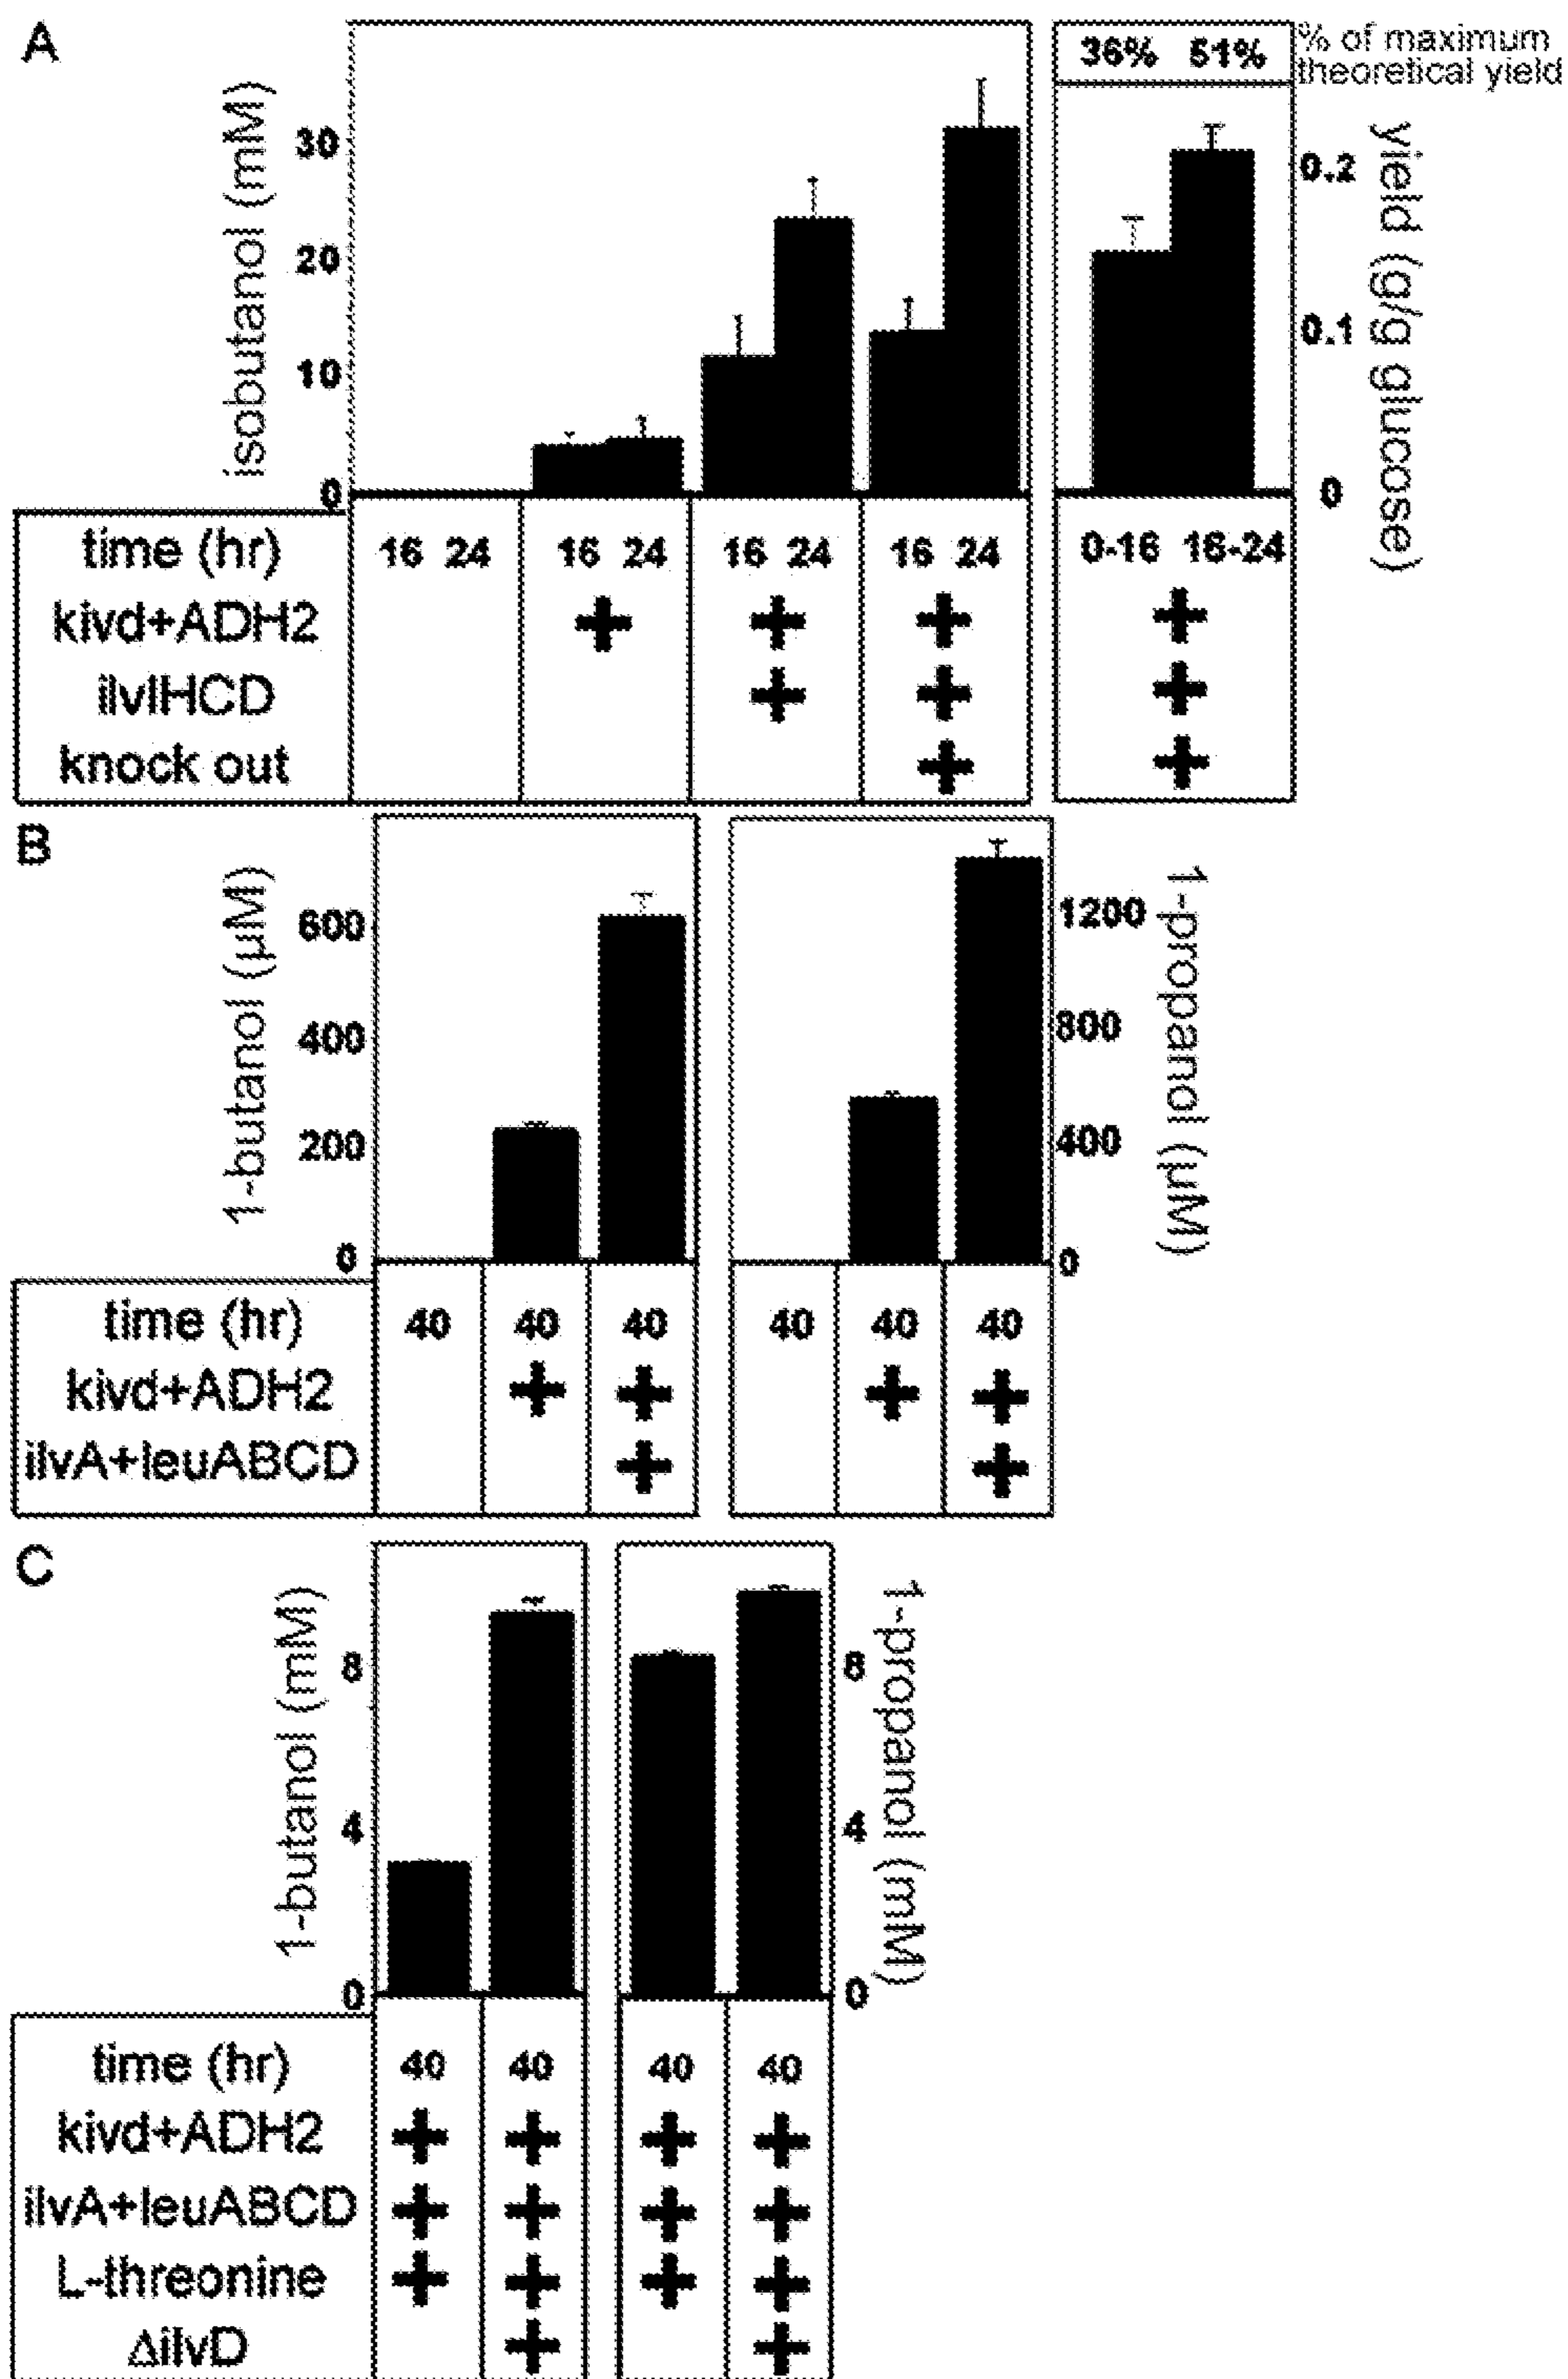 A
36% 51%
% of maximum
theoretical yield
isobutanol (mM)
30
20
10
0
0.2
0.1
0
yield (g/g glucose)
time (hr) 16 24 16 24 16 24 16 24 0-16 16-24
kivd+ADH2 + + + +
ilvIHCD + + +
knock out + +
B
1-butanol (µM)
600
400
200
0
1200
800
400
0
1-propanol (µM)
time (hr) 40 40 40 40 40 40
kivd+ADH2 + + + +
ilvA+leuABCD + +
C
1-butanol (mM)
8
4
0
8
4
0
1-propanol (mM)
time (hr) 40 40 40 40
kivd+ADH2 + + + +
ilvA+leuABCD + + + +
L-threonine + + + +
ΔilvD + +